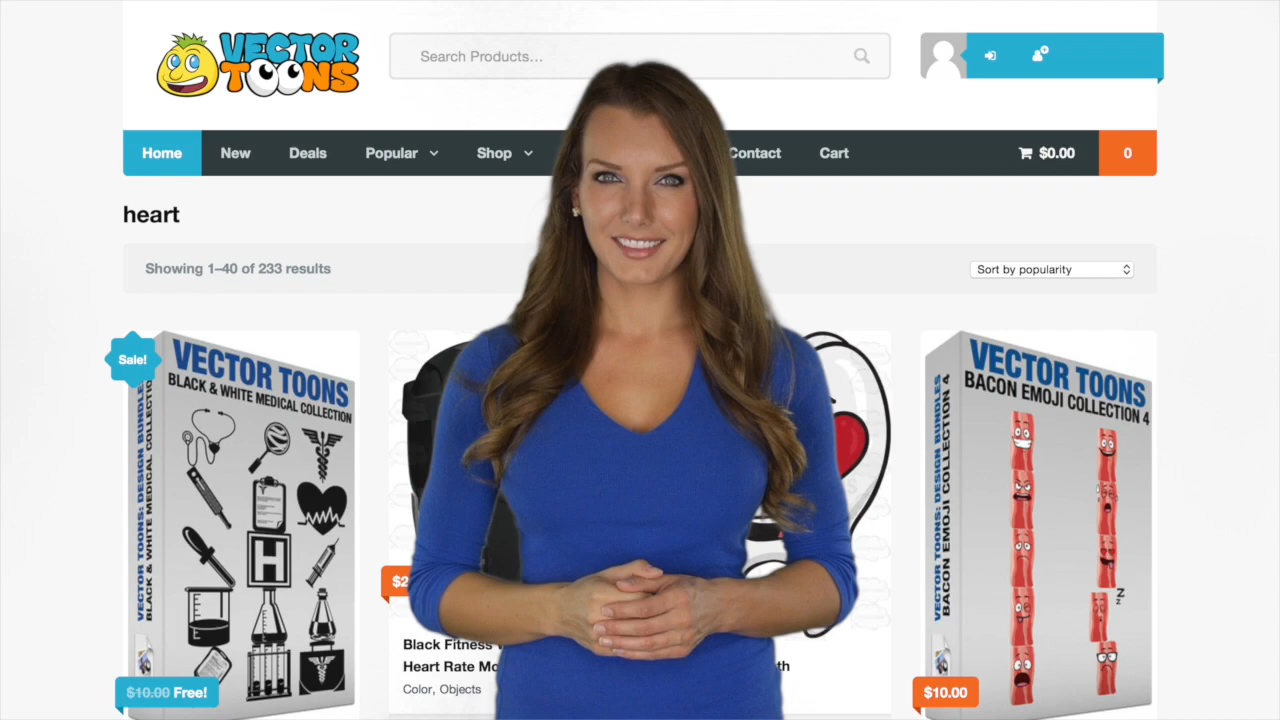 VECTOR
TOONS
Search Products...
Home New Deals Popular Shop Contact Cart $0.00 0
heart
Showing 1–40 of 233 results
Sort by popularity
Sale!
VECTOR TOONS
BLACK & WHITE MEDICAL COLLECTION
VECTOR TOONS: DESIGN BUNDLES
BLACK & WHITE MEDICAL COLLECTION
H
$10.00 Free!
$2
Black Fitness
Heart Rate Mo
Color, Objects
th
VECTOR TOONS
BACON EMOJI COLLECTION 4
VECTOR TOONS: DESIGN BUNDLES
BACON EMOJI COLLECTION 4
Z
Z
$10.00